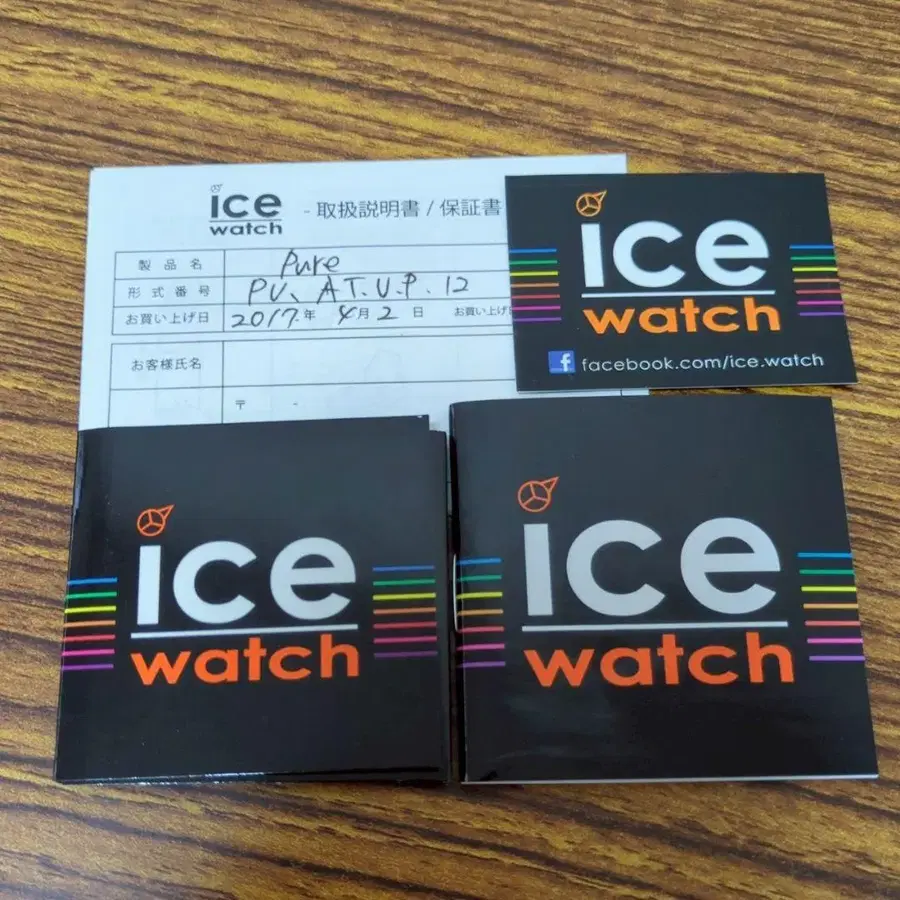 ice
watch
- 取扱説明書 / 保証書
製品名 Pure
形式番号 PU、AT.U.P.12
お買い上げ日 2017年 4月 2日 お買い上げ
お客様氏名
〒 -
ice
watch
facebook.com/ice.watch
ice
watch
ice
watch